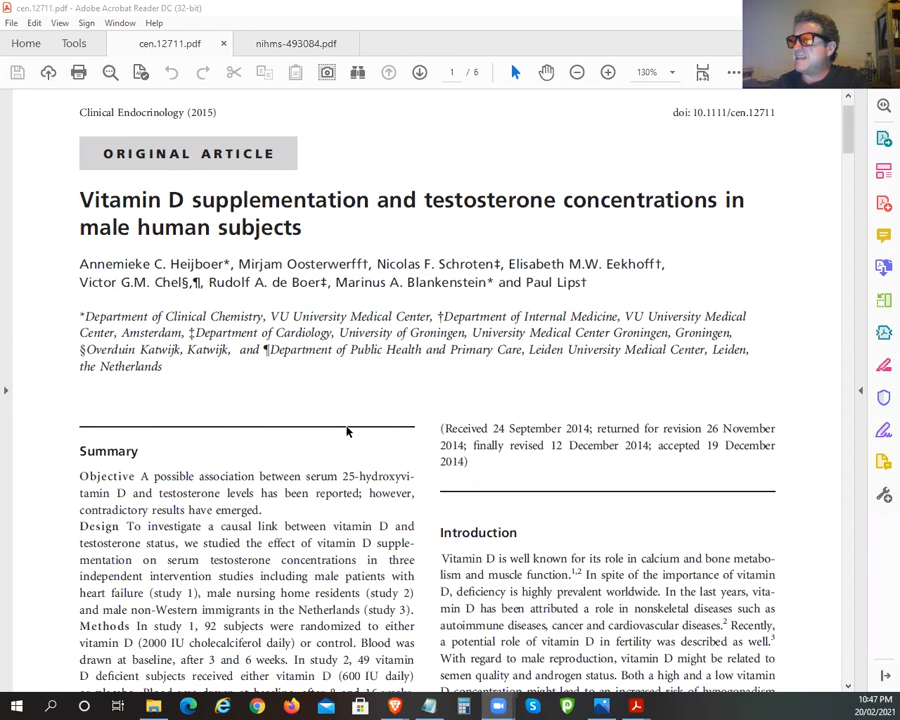 cen.12711.pdf - Adobe Acrobat Reader DC (32-bit)
File Edit View Sign Window Help
Home Tools cen.12711.pdf × nihms-493084.pdf
1 / 6 130%
Clinical Endocrinology (2015) doi: 10.1111/cen.12711
ORIGINAL ARTICLE
Vitamin D supplementation and testosterone concentrations in
male human subjects
Annemieke C. Heijboer*, Mirjam Oosterwerff†, Nicolas F. Schroten‡, Elisabeth M.W. Eekhoff†,
Victor G.M. Chel§,¶, Rudolf A. de Boer‡, Marinus A. Blankenstein* and Paul Lips†
*Department of Clinical Chemistry, VU University Medical Center, †Department of Internal Medicine, VU University Medical
Center, Amsterdam, ‡Department of Cardiology, University of Groningen, University Medical Center Groningen, Groningen,
§Overduin Katwijk, Katwijk, and ¶Department of Public Health and Primary Care, Leiden University Medical Center, Leiden,
the Netherlands
Summary
Objective A possible association between serum 25-hydroxyvi-
tamin D and testosterone levels has been reported; however,
contradictory results have emerged.
Design To investigate a causal link between vitamin D and
testosterone status, we studied the effect of vitamin D supple-
mentation on serum testosterone concentrations in three
independent intervention studies including male patients with
heart failure (study 1), male nursing home residents (study 2)
and male non-Western immigrants in the Netherlands (study 3).
Methods In study 1, 92 subjects were randomized to either
vitamin D (2000 IU cholecalciferol daily) or control. Blood was
drawn at baseline, after 3 and 6 weeks. In study 2, 49 vitamin
D deficient subjects received either vitamin D (600 IU per
(Received 24 September 2014; returned for revision 26 November
2014; finally revised 12 December 2014; accepted 19 December
2014)
Introduction
Vitamin D is well known for its role in calcium and bone metabo-
lism and muscle function.1,2 In spite of the importance of vitamin
D, deficiency is highly prevalent worldwide. In the last years, vita-
min D has been attributed a role in nonskeletal diseases such as
autoimmune diseases, cancer and cardiovascular diseases.2 Recently,
a potential role of vitamin D in fertility was described as well.3
With regard to male reproduction, vitamin D might be related to
semen quality and androgen status. Both a high and a low vitamin
D concentration might lead to an increased risk of hypogonadism
10:47 PM
20/02/2021